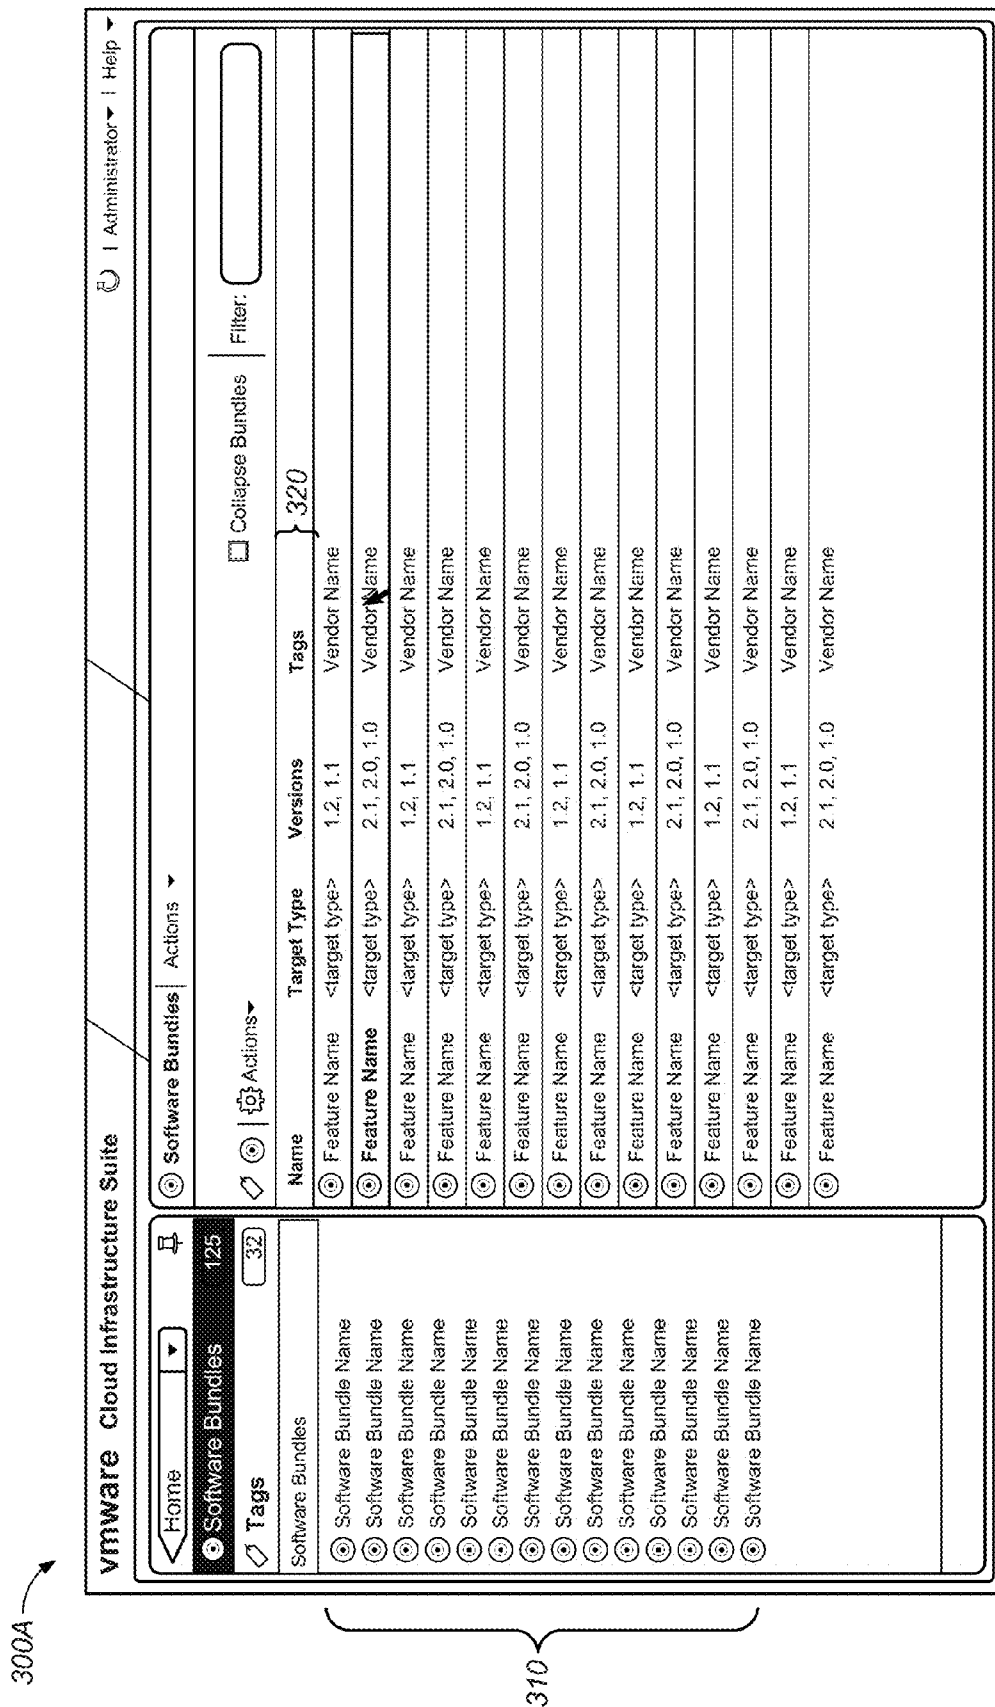 300A
vmware Cloud Infrastructure Suite
Administrator | Help
Home
Software Bundles 125
Tags 32
Software Bundles
Software Bundle Name
Software Bundle Name
Software Bundle Name
Software Bundle Name
Software Bundle Name
Software Bundle Name
Software Bundle Name
Software Bundle Name
Software Bundle Name
Software Bundle Name
Software Bundle Name
Software Bundle Name
Software Bundle Name
Software Bundle Name
310
Software Bundles | Actions
Actions
Collapse Bundles | Filter:
Name Target Type Versions Tags
320
Feature Name <target type> 1.2, 1.1 Vendor Name
Feature Name <target type> 2.1, 2.0, 1.0 Vendor Name
Feature Name <target type> 1.2, 1.1 Vendor Name
Feature Name <target type> 2.1, 2.0, 1.0 Vendor Name
Feature Name <target type> 1.2, 1.1 Vendor Name
Feature Name <target type> 2.1, 2.0, 1.0 Vendor Name
Feature Name <target type> 1.2, 1.1 Vendor Name
Feature Name <target type> 2.1, 2.0, 1.0 Vendor Name
Feature Name <target type> 1.2, 1.1 Vendor Name
Feature Name <target type> 2.1, 2.0, 1.0 Vendor Name
Feature Name <target type> 1.2, 1.1 Vendor Name
Feature Name <target type> 2.1, 2.0, 1.0 Vendor Name
Feature Name <target type> 1.2, 1.1 Vendor Name
Feature Name <target type> 2.1, 2.0, 1.0 Vendor Name